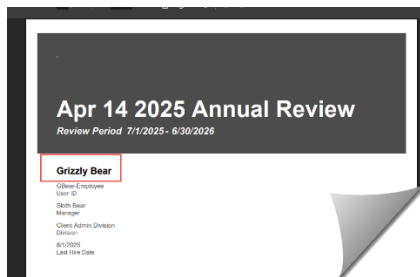 Apr 14 2025 Annual Review
Review Period 7/1/2025 - 6/30/2026
Grizzly Bear
GBear-Employee
User ID
Sloth Bear
Manager
Client Admin Division
Division
8/1/2025
Last Hire Date